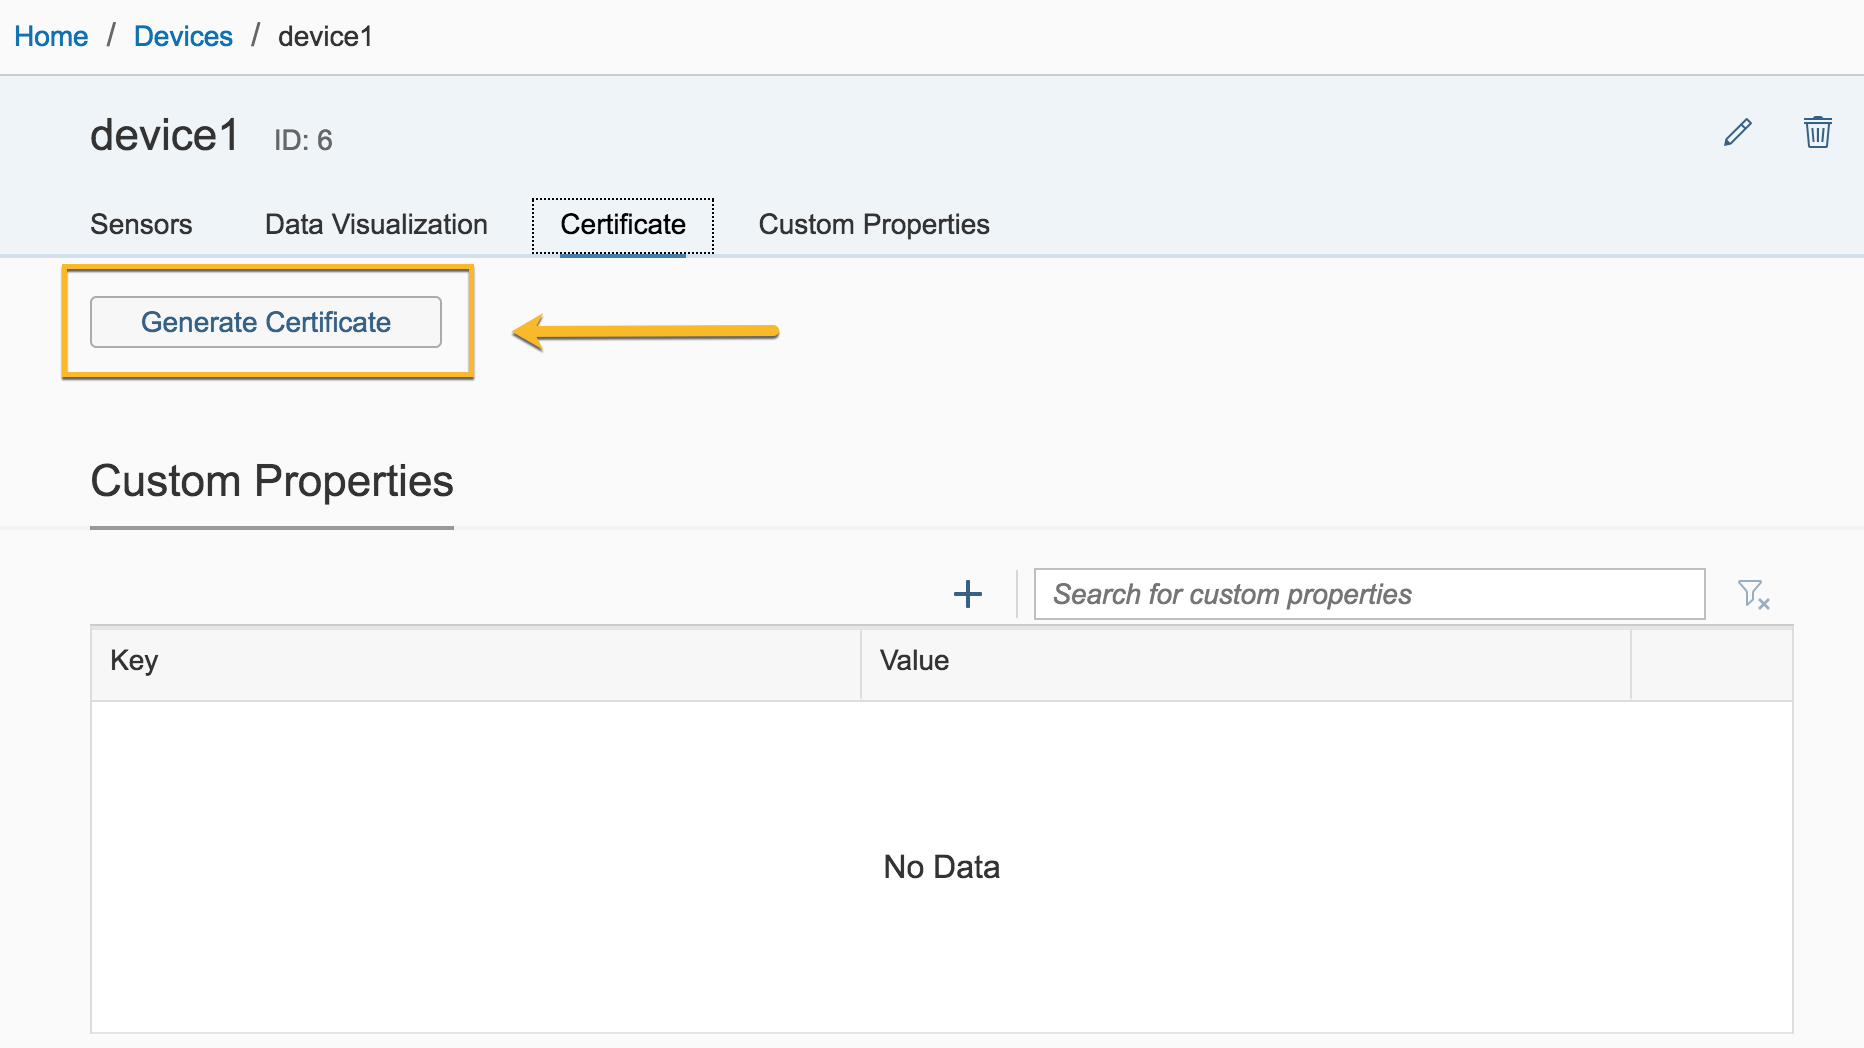 Home / Devices / device1
device1 ID: 6
Sensors Data Visualization Certificate Custom Properties
Generate Certificate
Custom Properties
Search for custom properties
Key Value
No Data